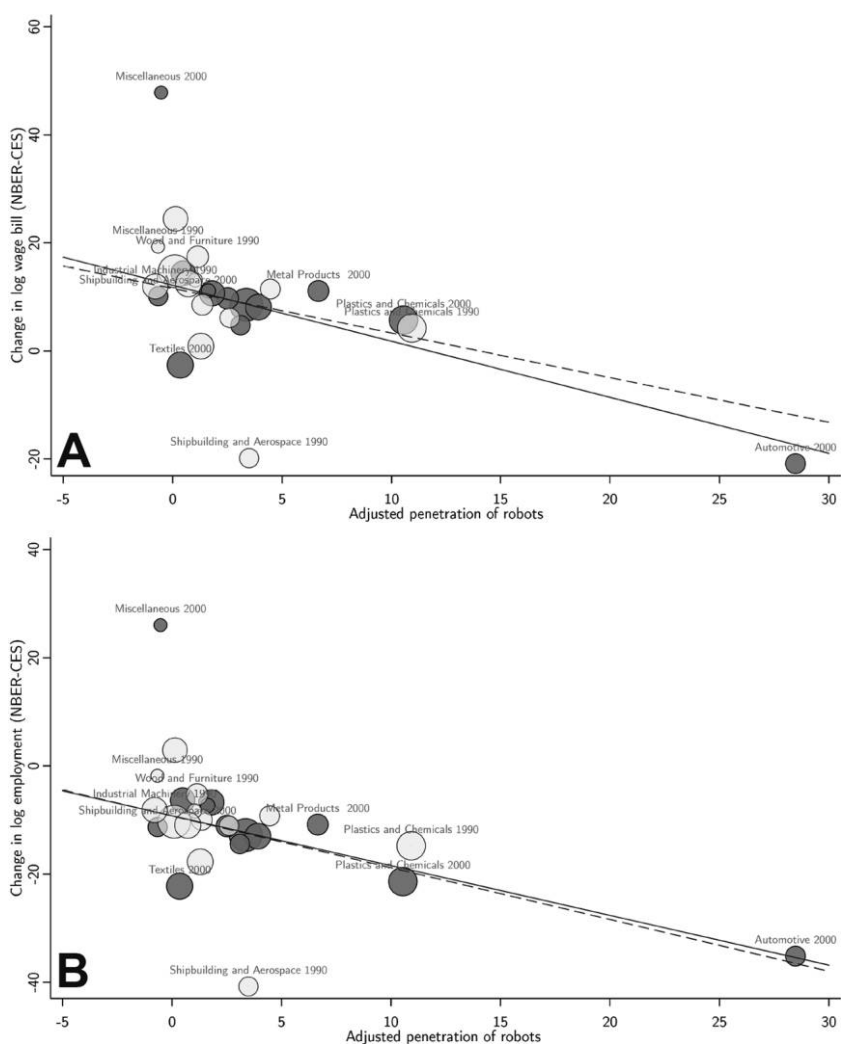 60
40
20
0
-20
Change in log wage bill (NBER-CES)
Miscellaneous 2000
Miscellaneous 1990
Wood and Furniture 1990
Industrial Machinery 1990
Shipbuilding and Aerospace 2000
Metal Products 2000
Plastics and Chemicals 2000
Plastics and Chemicals 1990
Textiles 2000
Shipbuilding and Aerospace 1990
Automotive 2000
A
-5 0 5 10 15 20 25 30
Adjusted penetration of robots
40
20
0
-20
-40
Change in log employment (NBER-CES)
Miscellaneous 2000
Miscellaneous 1990
Wood and Furniture 1990
Industrial Machinery
Shipbuilding and Aerospace 2000
Metal Products 2000
Plastics and Chemicals 1990
Plastics and Chemicals 2000
Textiles 2000
Automotive 2000
Shipbuilding and Aerospace 1990
B
-5 0 5 10 15 20 25 30
Adjusted penetration of robots